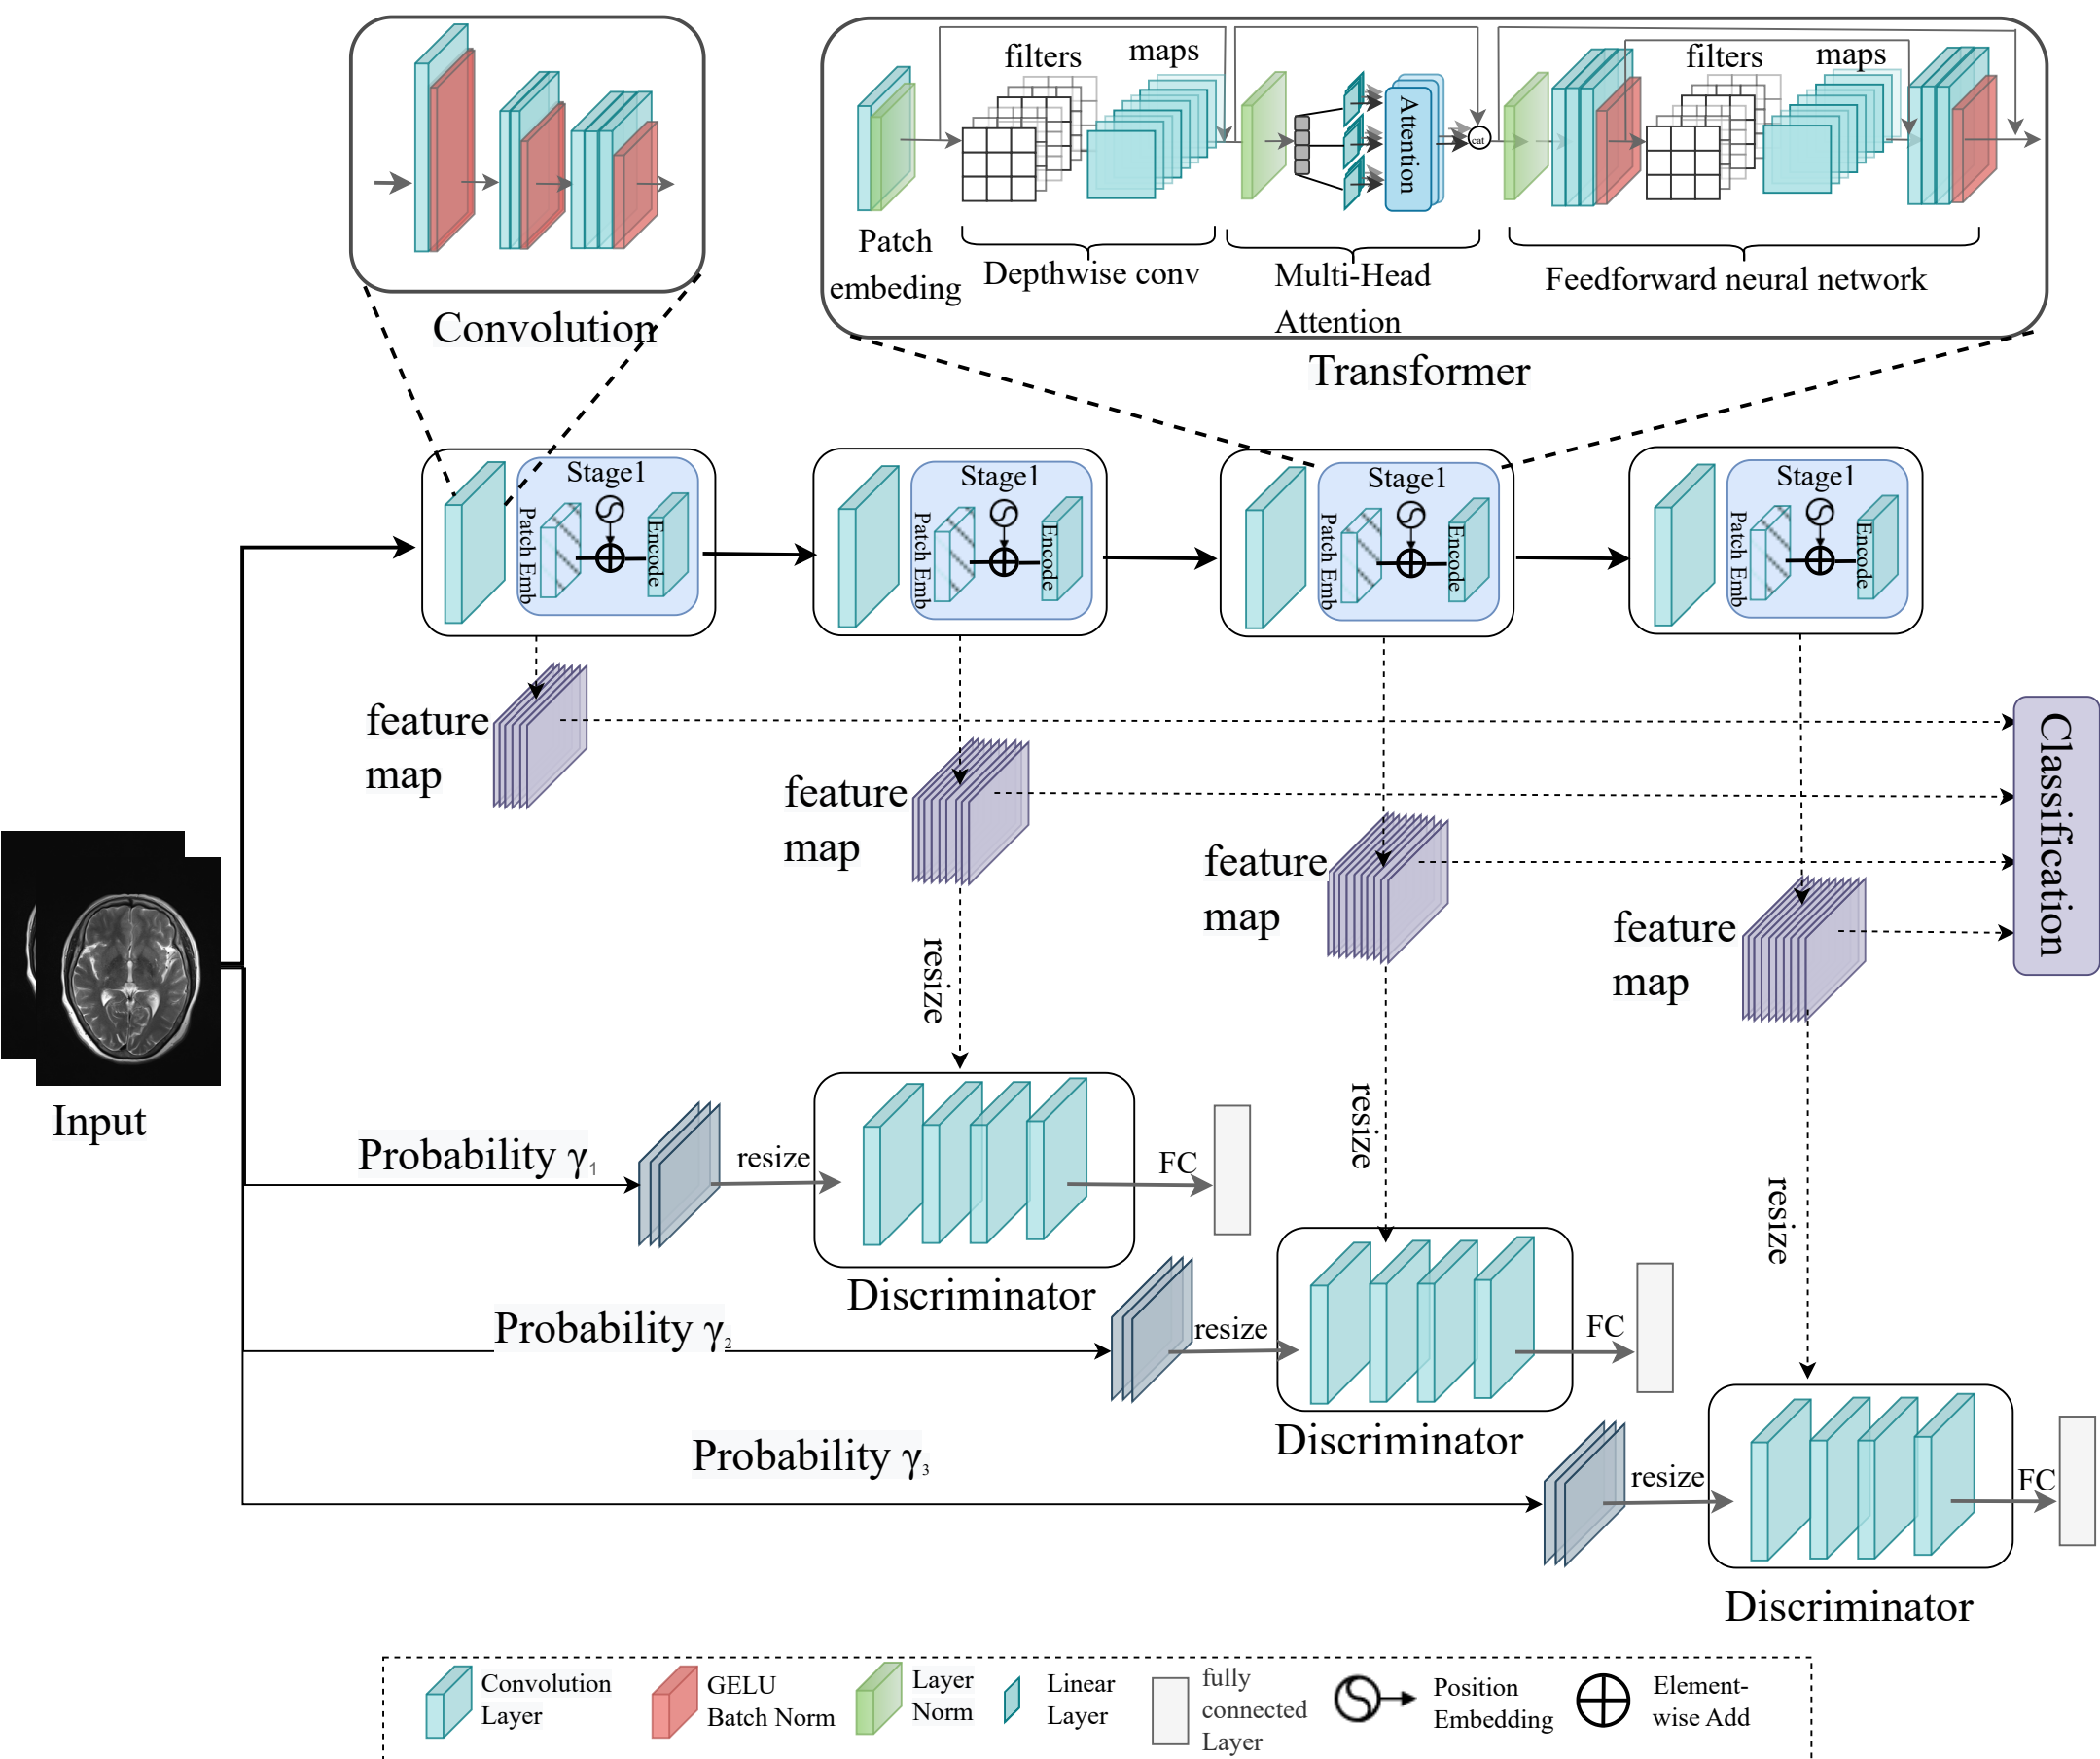 filters
maps
filters
maps
Attention
cat
Patch
embeding
Depthwise conv
Multi-Head
Attention
Feedforward neural network
Convolution
Transformer
Stage1
Patch Emb
Encode
Stage1
Patch Emb
Encode
Stage1
Patch Emb
Encode
Stage1
Patch Emb
Encode
feature
map
feature
map
feature
map
feature
map
Classification
Input
resize
resize
resize
Probability γ1
resize
FC
Discriminator
Probability γ2
resize
FC
Discriminator
Probability γ3
resize
FC
Discriminator
Convolution
Layer
GELU
Batch Norm
Layer
Norm
Linear
Layer
fully
connected
Layer
Position
Embedding
Element-
wise Add